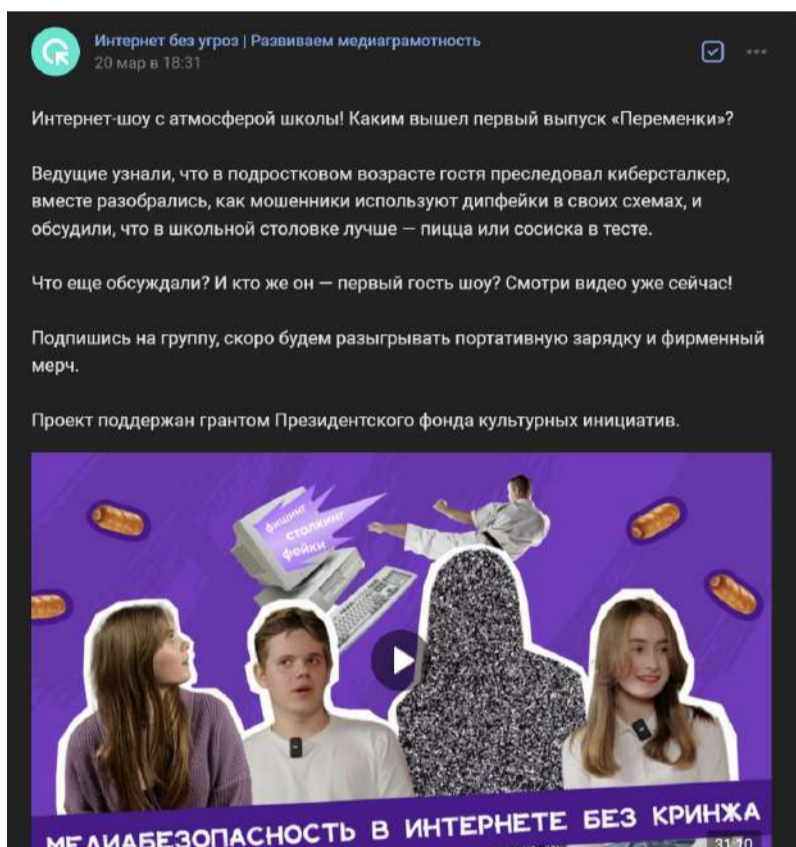 Интернет без угроз | Развиваем медиаграмотность
20 мар в 18:31
Интернет-шоу с атмосферой школы! Каким вышел первый выпуск «Переменки»?
Ведущие узнали, что в подростковом возрасте гостя преследовал киберсталкер,
вместе разобрались, как мошенники используют дипфейки в своих схемах, и
обсудили, что в школьной столовке лучше — пицца или сосиска в тесте.
Что еще обсуждали? И кто же он — первый гость шоу? Смотри видео уже сейчас!
Подпишись на группу, скоро будем разыгрывать портативную зарядку и фирменный
мерч.
Проект поддержан грантом Президентского фонда культурных инициатив.
фишинг
сталкинг
фейки
МЕДИАБЕЗОПАСНОСТЬ В ИНТЕРНЕТЕ БЕЗ КРИНЖА
31:10